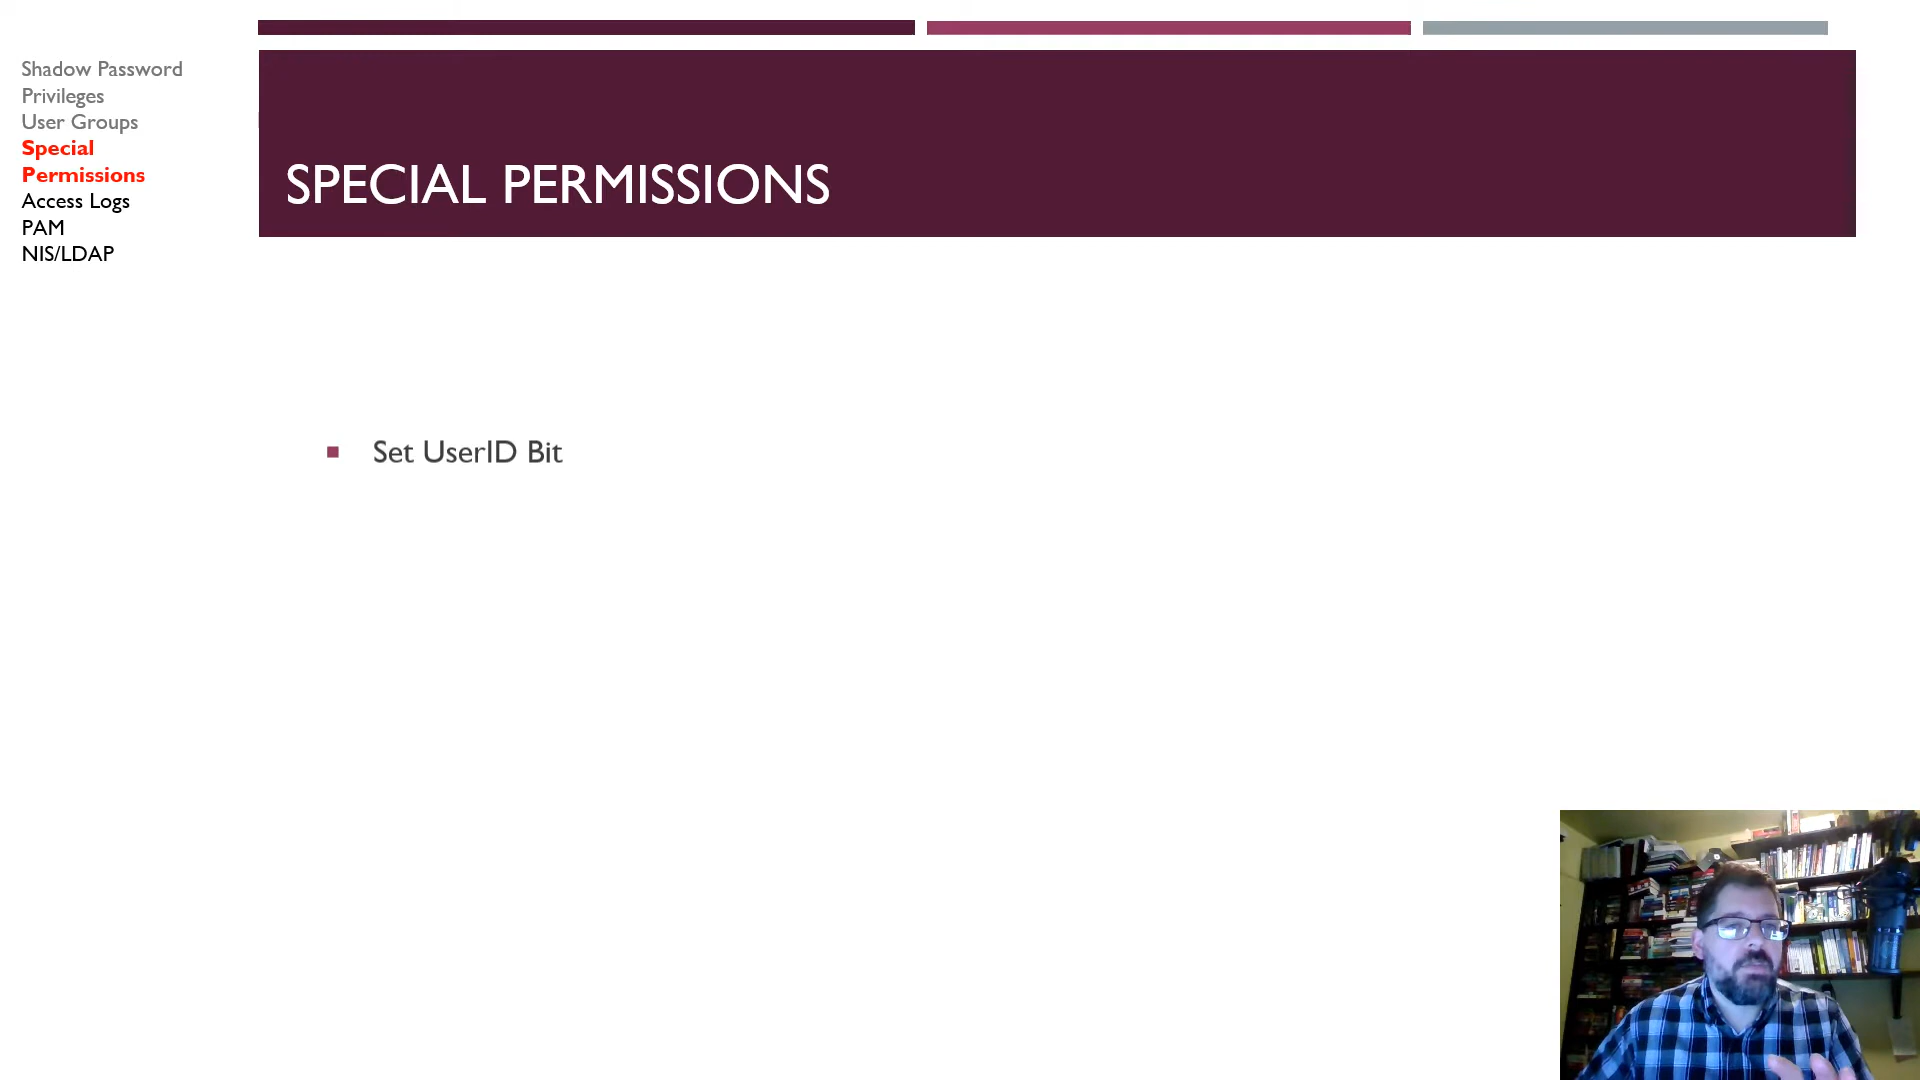 Shadow Password
Privileges
User Groups
Special
Permissions
Access Logs
PAM
NIS/LDAP
SPECIAL PERMISSIONS
Set UserID Bit